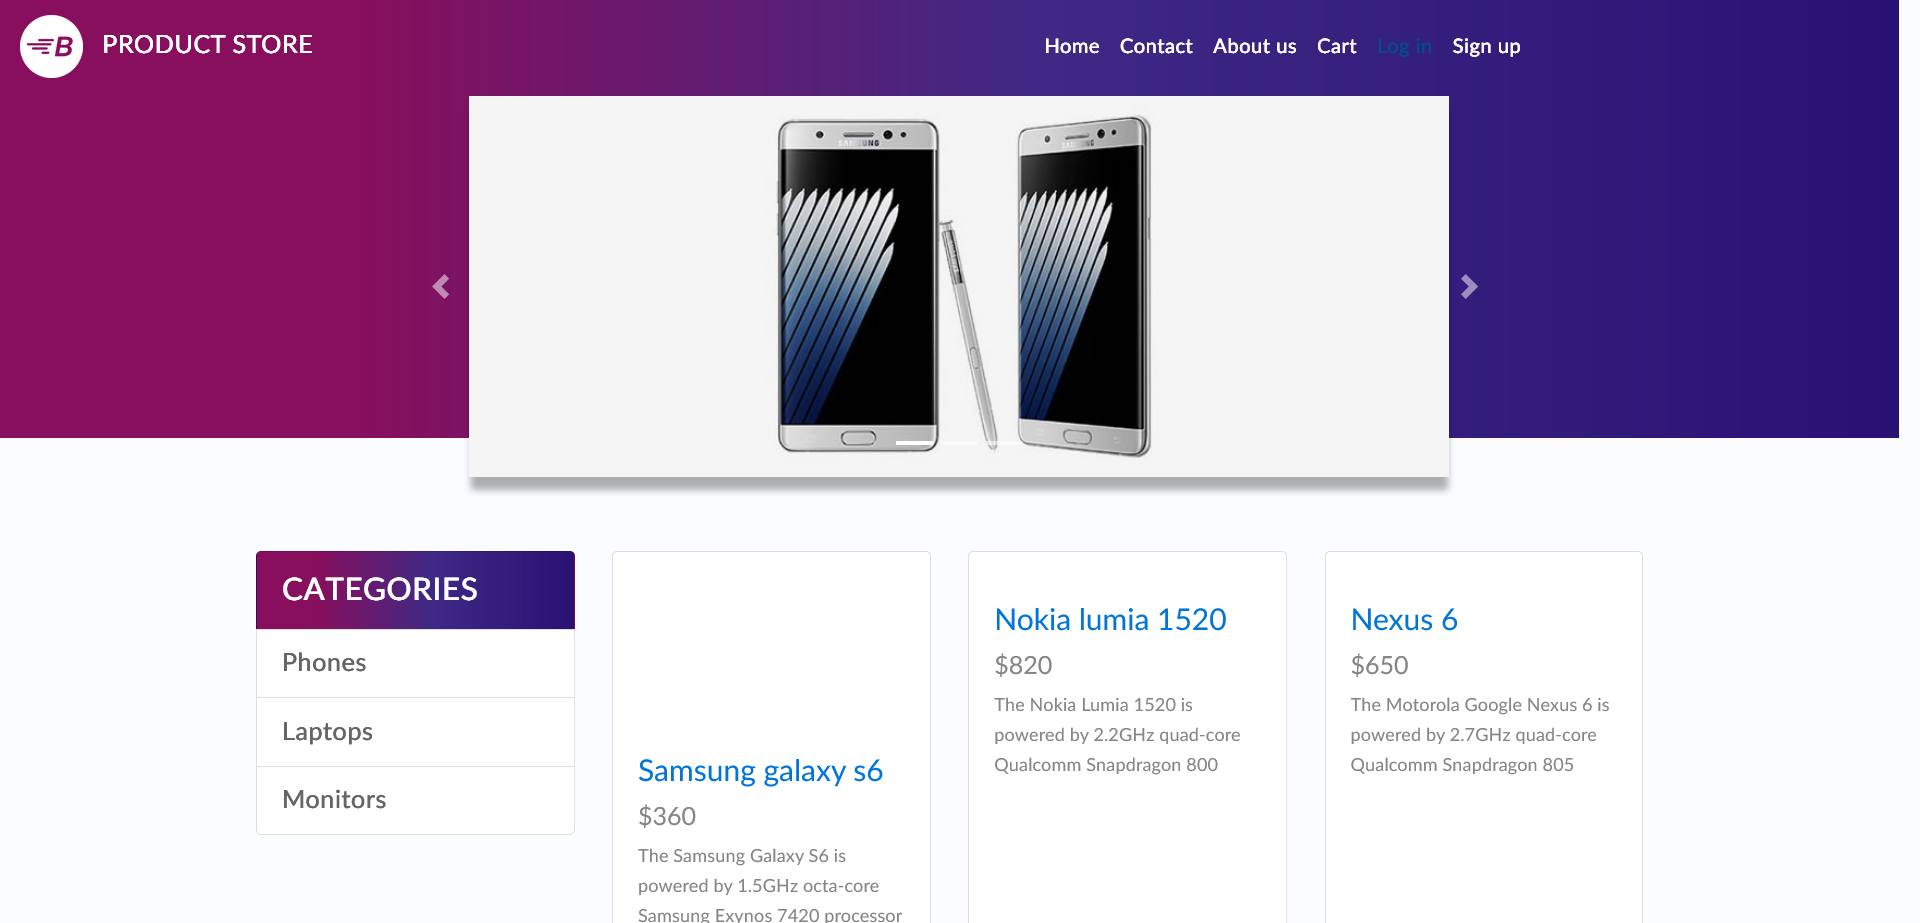 B PRODUCT STORE
Home Contact About us Cart Log in Sign up
SAMSUNG
CATEGORIES
Phones
Laptops
Monitors
Samsung galaxy s6
$360
The Samsung Galaxy S6 is
powered by 1.5GHz octa-core
Samsung Exynos 7420 processor
Nokia lumia 1520
$820
The Nokia Lumia 1520 is
powered by 2.2GHz quad-core
Qualcomm Snapdragon 800
Nexus 6
$650
The Motorola Google Nexus 6 is
powered by 2.7GHz quad-core
Qualcomm Snapdragon 805